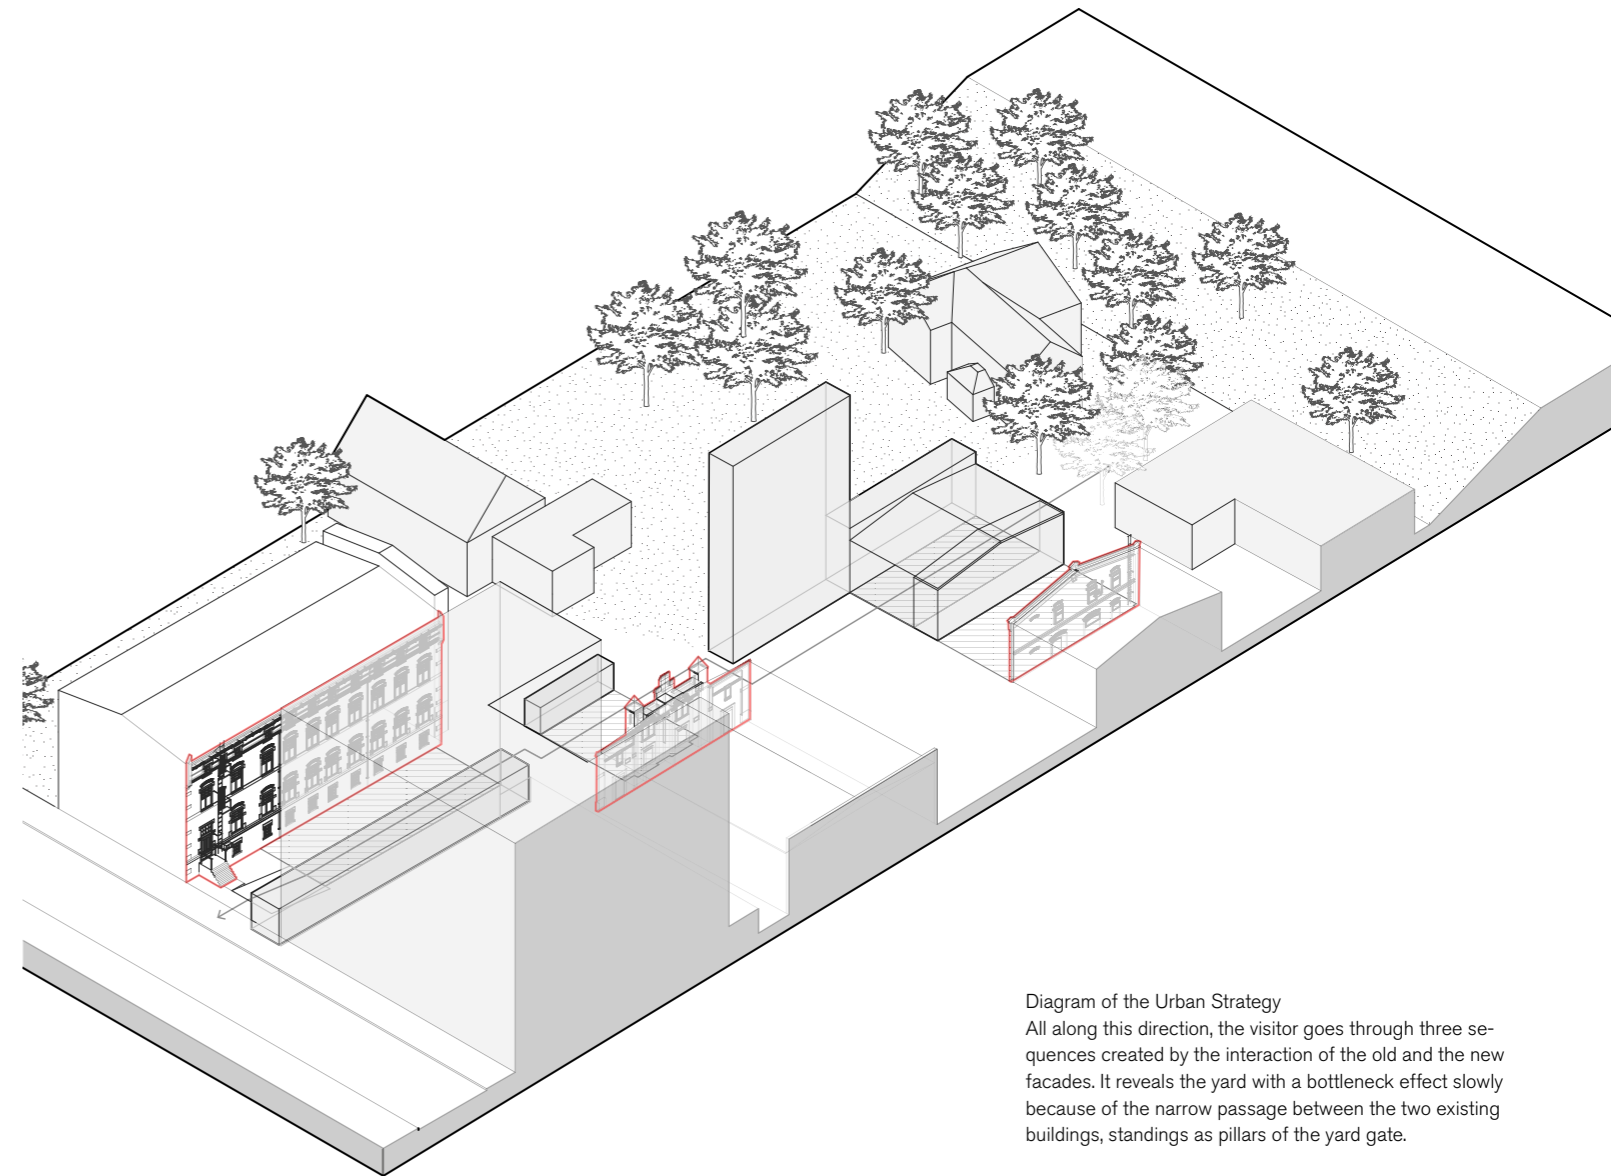 Diagram of the Urban Strategy
All along this direction, the visitor goes through three se-
quences created by the interaction of the old and the new
facades. It reveals the yard with a bottleneck effect slowly
because of the narrow passage between the two existing
buildings, standings as pillars of the yard gate.